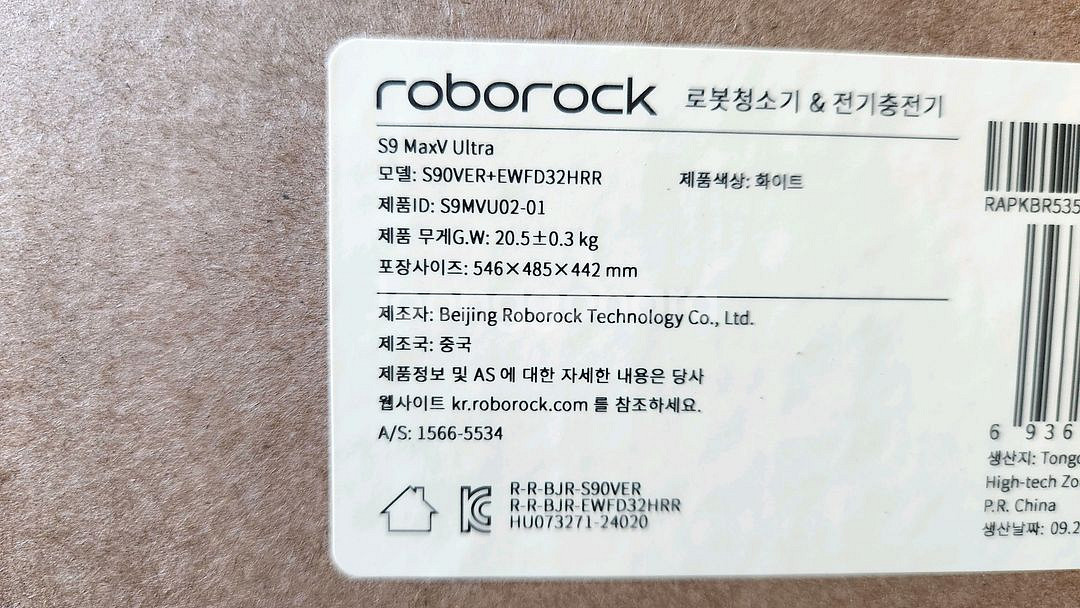 roborock 로봇청소기 & 전기충전기
S9 MaxV Ultra
모델: S90VER+EWFD32HRR 제품색상: 화이트
제품ID: S9MVU02-01
제품 무게G.W: 20.5±0.3 kg
포장사이즈: 546×485×442 mm
제조자: Beijing Roborock Technology Co., Ltd.
제조국: 중국
제품정보 및 AS 에 대한 자세한 내용은 당사
웹사이트 kr.roborock.com 를 참조하세요.
A/S: 1566-5534
R-R-BJR-S90VER
R-R-BJR-EWFD32HRR
HU073271-24020
RAPKBR535
6 936
생산지: Tong
High-tech Zo
P.R. China
생산날짜: 09.2